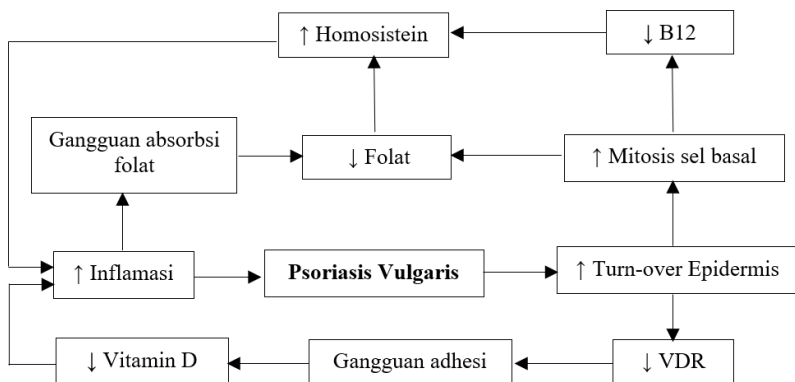 ↑ Homosistein
↓ B12
Gangguan absorbsi
folat
↓ Folat
↑ Mitosis sel basal
↑ Inflamasi
Psoriasis Vulgaris
↑ Turn-over Epidermis
↓ Vitamin D
Gangguan adhesi
↓ VDR